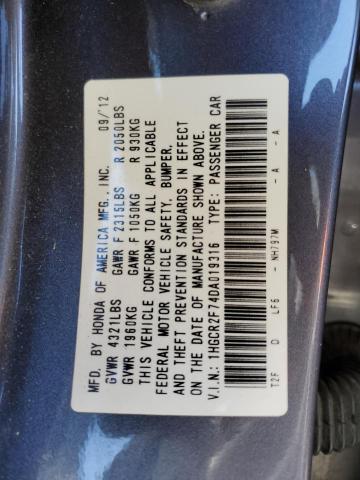 MFD. BY HONDA OF AMERICA MFG., INC. 09/12
GVWR 4321LBS GAWR F 2315LBS R 2050LBS
GVWR 1960KG GAWR F 1050KG R 930KG
THIS VEHICLE CONFORMS TO ALL APPLICABLE
FEDERAL MOTOR VEHICLE SAFETY, BUMPER,
AND THEFT PREVENTION STANDARDS IN EFFECT
ON THE DATE OF MANUFACTURE SHOWN ABOVE.
V.I.N.: 1HGCR2F74DA019316 TYPE: PASSENGER CAR
T2F D LF6 - NH797M - A - A